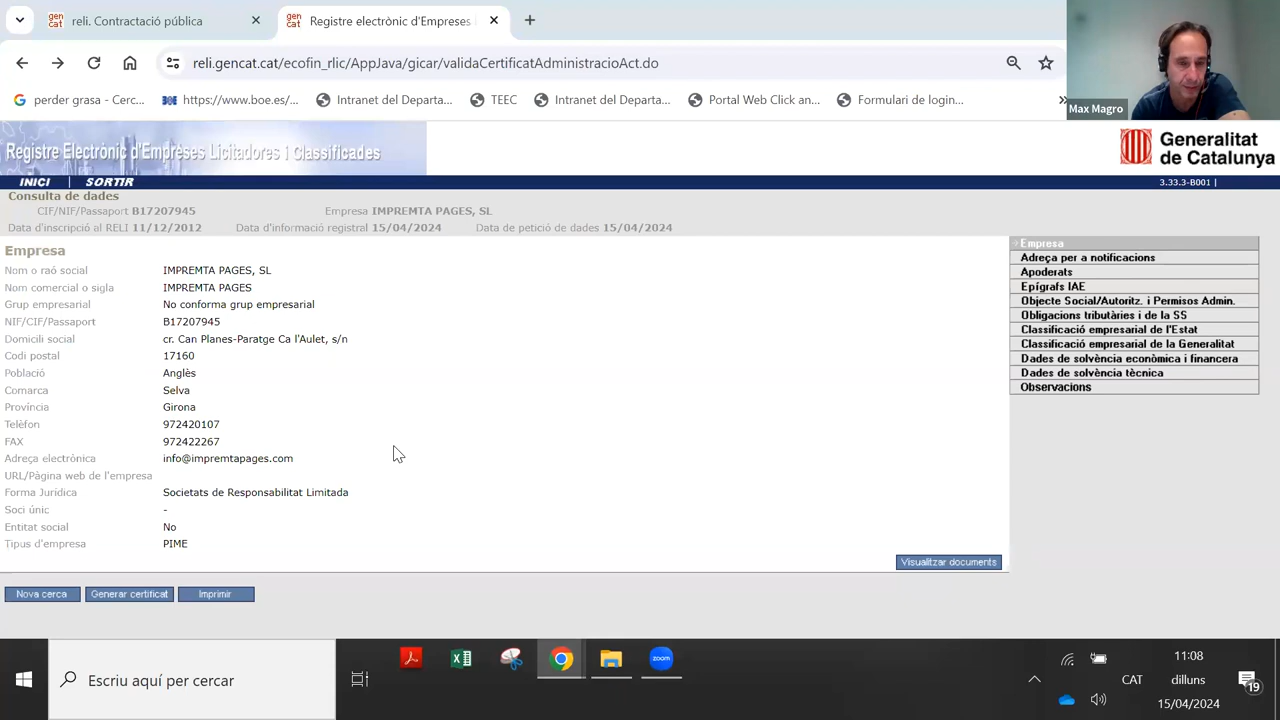 reli. Contractació pública
Registre electrònic d'Empreses L
reli.gencat.cat/ecofin_rlic/AppJava/gicar/validaCertificatAdministracioAct.do
perder grasa - Cerc...
https://www.boe.es/...
Intranet del Departa...
TEEC
Intranet del Departa...
Portal Web Click an...
Formulari de login...
Max Magro
Registre Electrònic d'Empreses Licitadores i Classificades
Generalitat
de Catalunya
INICI | SORTIR
3.33.3-B001 |
Consulta de dades
CIF/NIF/Passaport B17207945 Empresa IMPREMTA PAGES, SL
Data d'inscripció al RELI 11/12/2012 Data d'informació registral 15/04/2024 Data de petició de dades 15/04/2024
Empresa
Nom o raó social IMPREMTA PAGES, SL
Nom comercial o sigla IMPREMTA PAGES
Grup empresarial No conforma grup empresarial
NIF/CIF/Passaport B17207945
Domicili social cr. Can Planes-Paratge Ca l'Aulet, s/n
Codi postal 17160
Població Anglès
Comarca Selva
Província Girona
Telèfon 972420107
FAX 972422267
Adreça electrònica info@impremtapages.com
URL/Pàgina web de l'empresa
Forma Jurídica Societats de Responsabilitat Limitada
Soci únic -
Entitat social No
Tipus d'empresa PIME
Empresa
Adreça per a notificacions
Apoderats
Epígrafs IAE
Objecte Social/Autoritz. i Permisos Admin.
Obligacions tributàries i de la SS
Classificació empresarial de l'Estat
Classificació empresarial de la Generalitat
Dades de solvència econòmica i financera
Dades de solvència tècnica
Observacions
Visualitzar documents
Nova cerca Generar certificat Imprimir
Escriu aquí per cercar
zoom
CAT
11:08
dilluns
15/04/2024
19